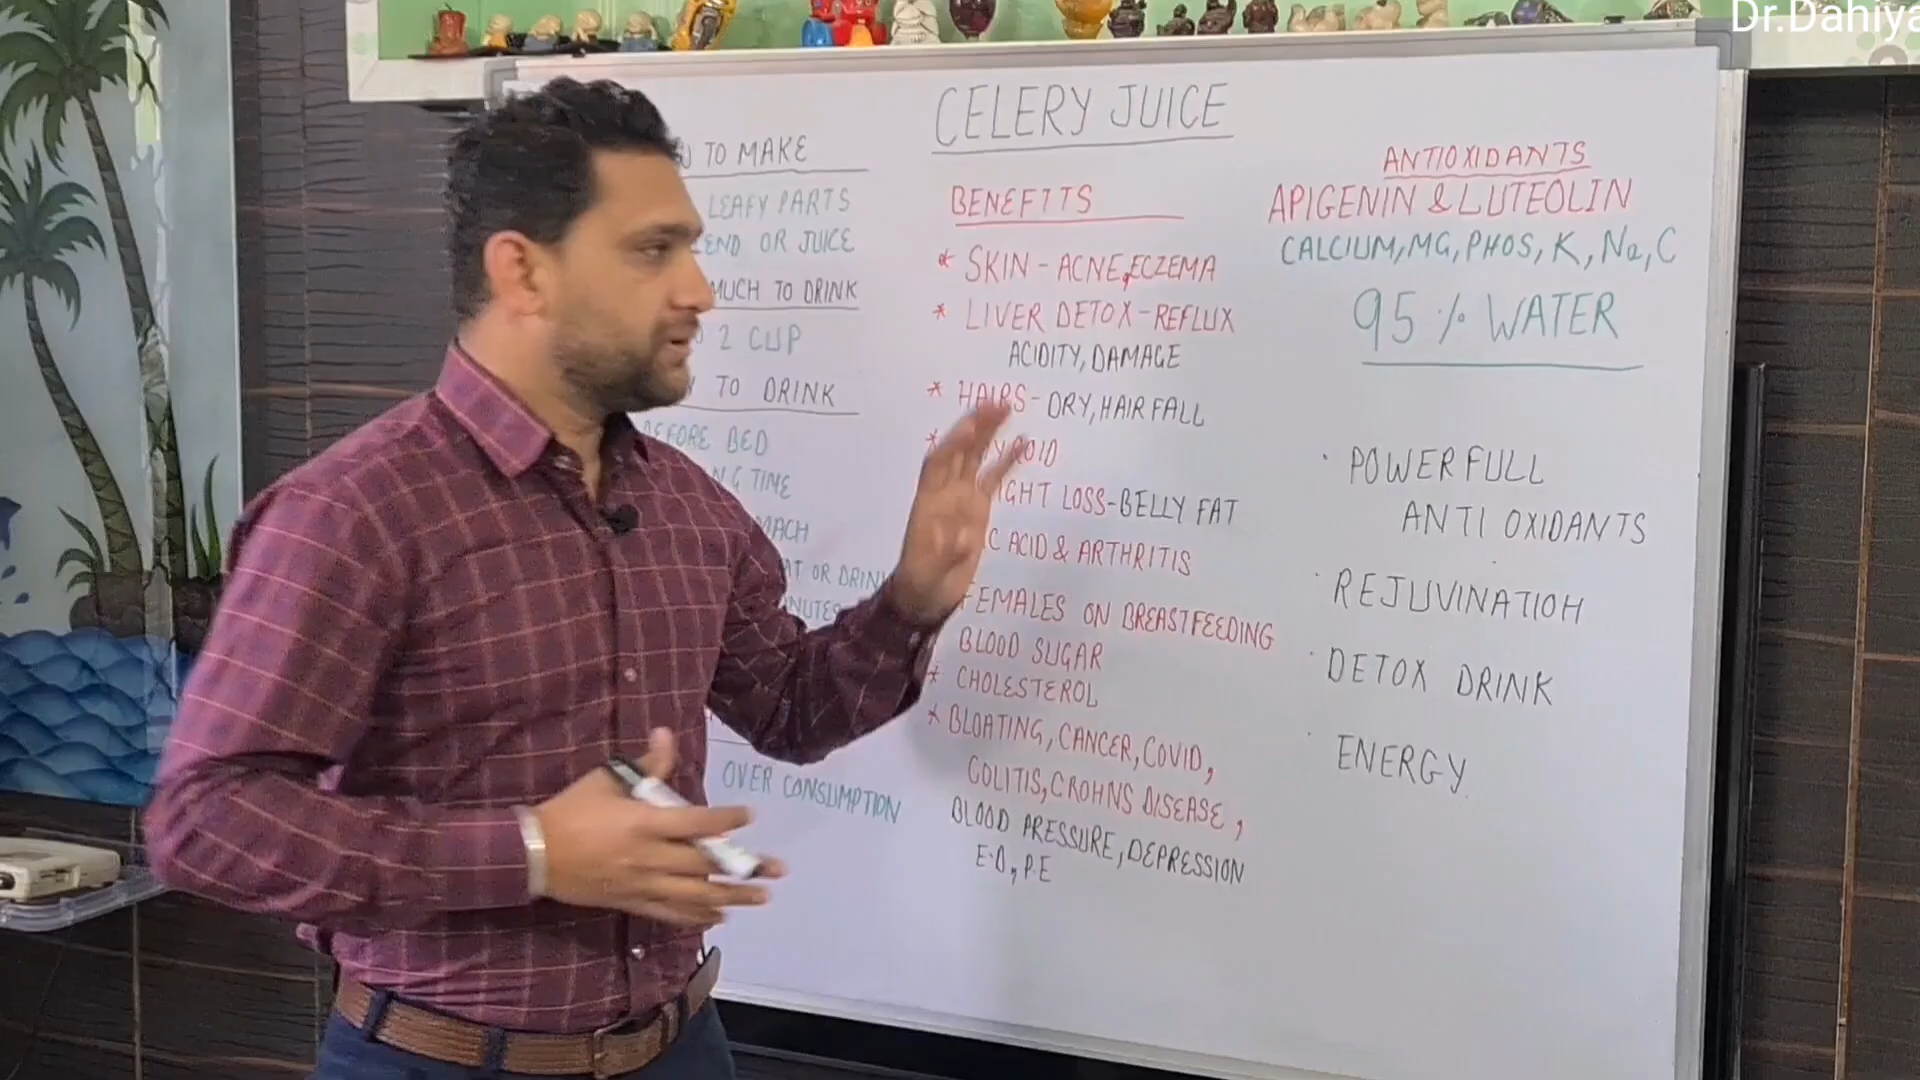 Dr.Dahiya
CELERY JUICE
TO MAKE
LEAFY PARTS
OR JUICE
MUCH TO DRINK
2 CUP
TO DRINK
BED
TIME
OR DRINK
OVER CONSUMPTION
BENEFITS
* SKIN - ACNE, ECZEMA
* LIVER DETOX - REFLUX
ACIDITY, DAMAGE
* HAIRS - DRY, HAIR FALL
*
LOSS - BELLY FAT
ACID & ARTHRITIS
FEMALES ON BREASTFEEDING
BLOOD SUGAR
* CHOLESTEROL
* BLOATING, CANCER, COVID,
COLITIS, CROHNS DISEASE,
BLOOD PRESSURE, DEPRESSION
E.D, P.E
ANTIOXIDANTS
APIGENIN & LUTEOLIN
CALCIUM, MG, PHOS, K, Na, C
95 % WATER
· POWERFULL
ANTI OXIDANTS
· REJUVINATIOH
· DETOX DRINK
· ENERGY